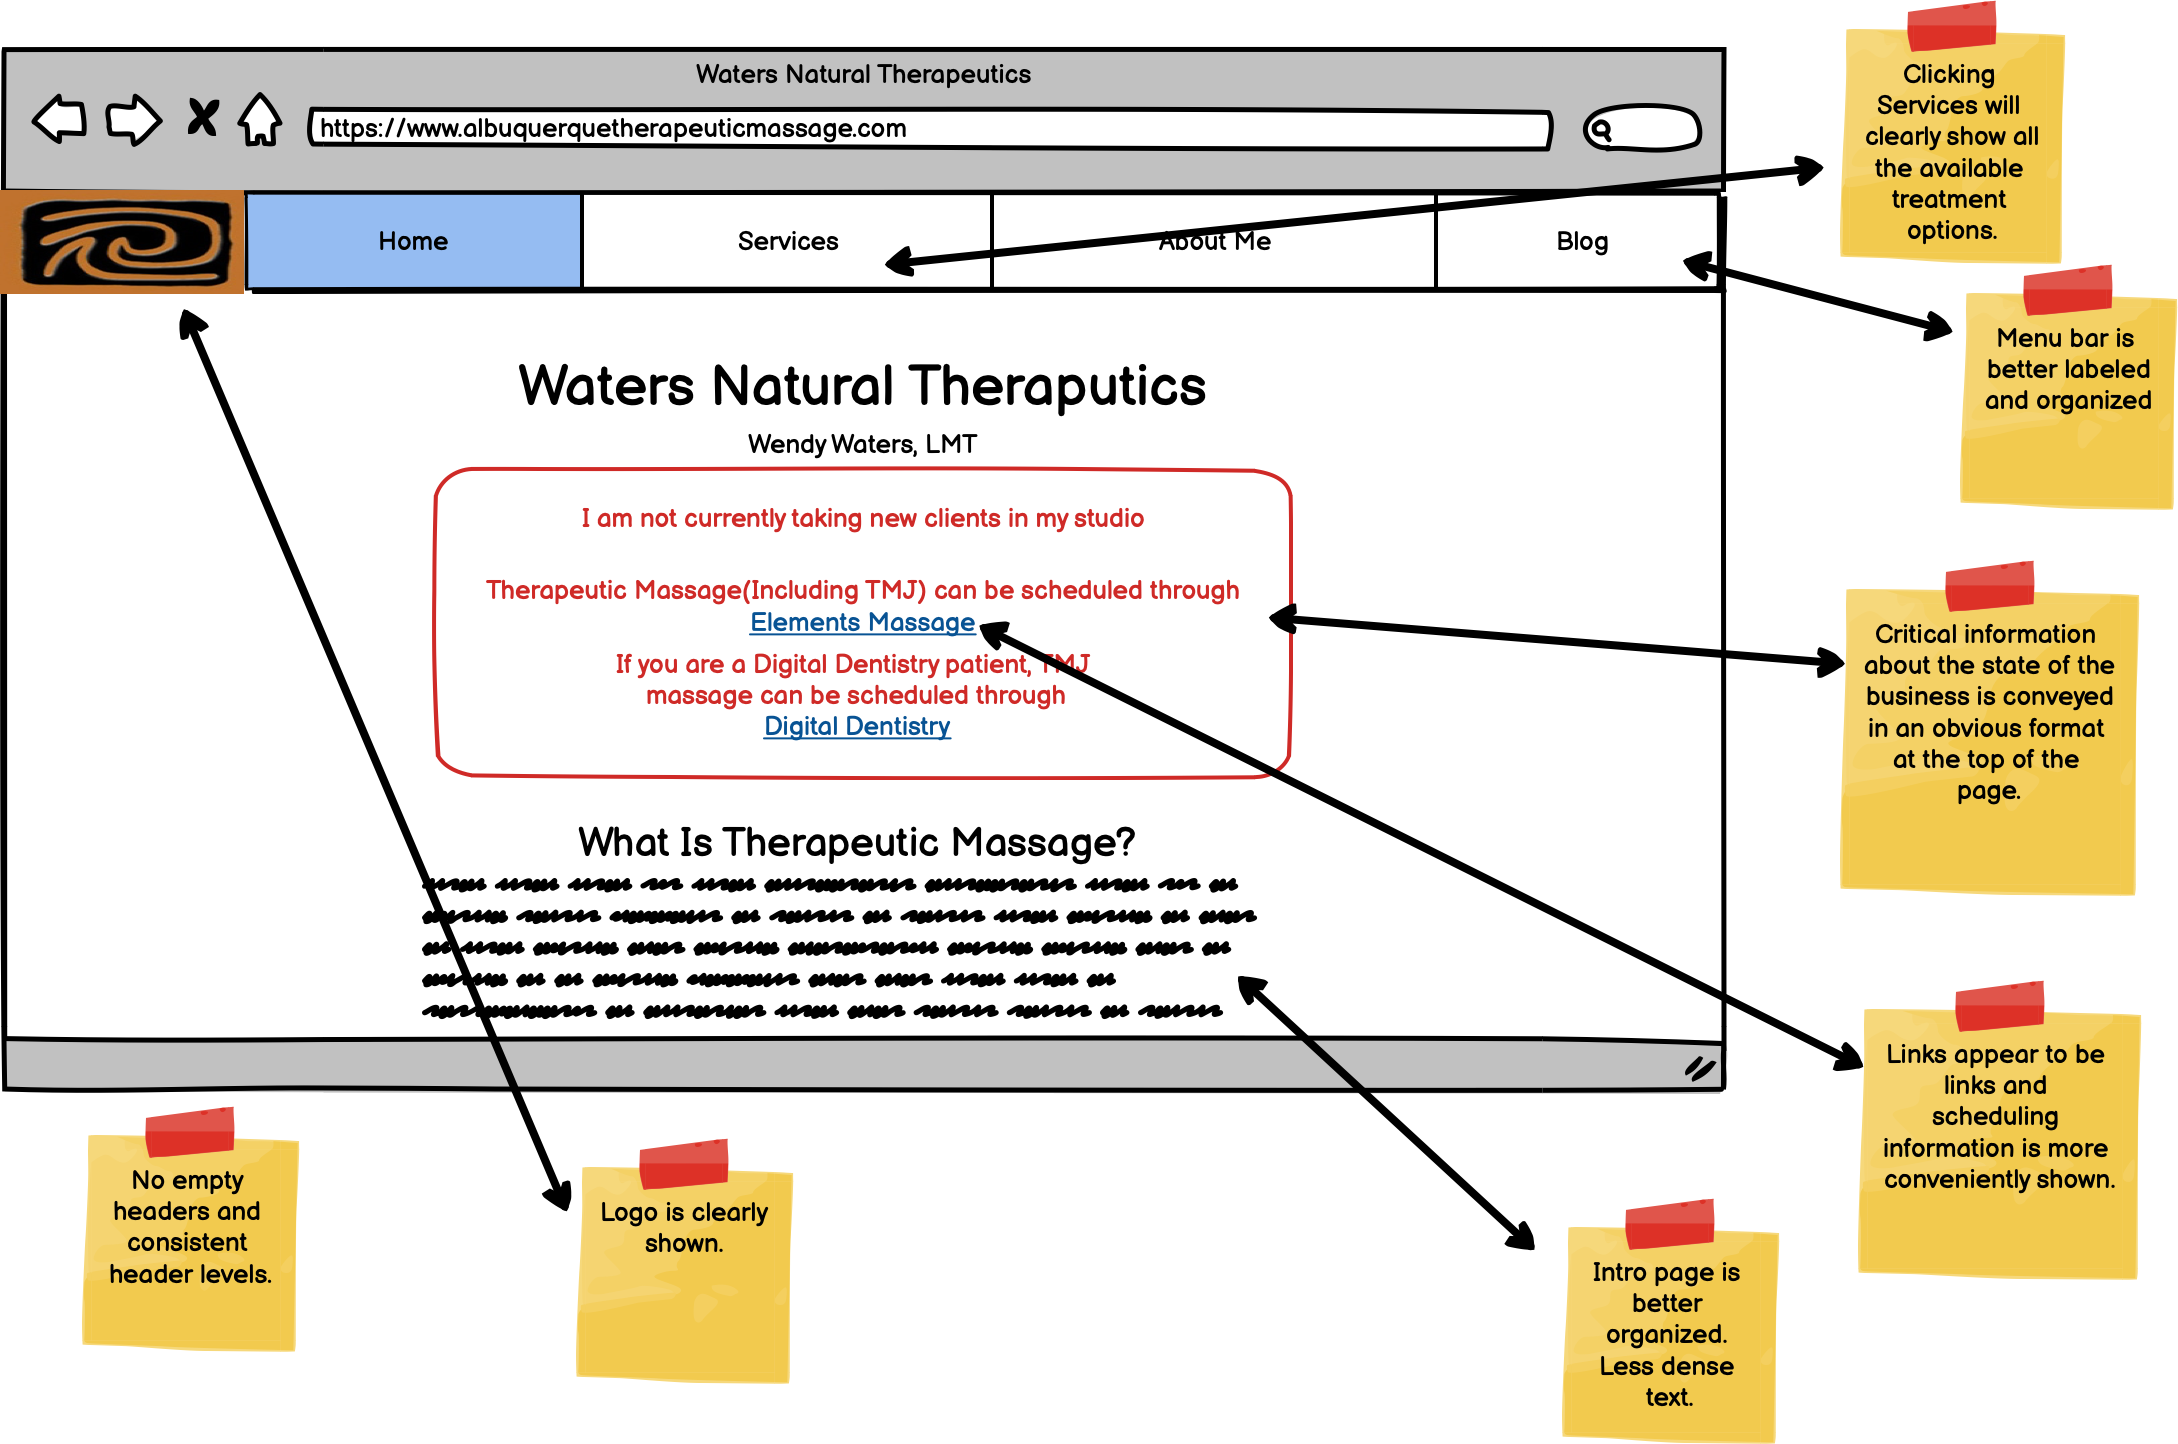 Waters Natural Therapeutics
https://www.albuquerquetherapeuticmassage.com
Home
Services
About Me
Blog
Waters Natural Theraputics
Wendy Waters, LMT
I am not currently taking new clients in my studio
Therapeutic Massage(Including TMJ) can be scheduled through
Elements Massage
If you are a Digital Dentistry patient, TMJ
massage can be scheduled through
Digital Dentistry
What Is Therapeutic Massage?
Clicking
Services will
clearly show all
the available
treatment
options.
Menu bar is
better labeled
and organized
Critical information
about the state of the
business is conveyed
in an obvious format
at the top of the
page.
Links appear to be
links and
scheduling
information is more
conveniently shown.
No empty
headers and
consistent
header levels.
Logo is clearly
shown.
Intro page is
better
organized.
Less dense
text.